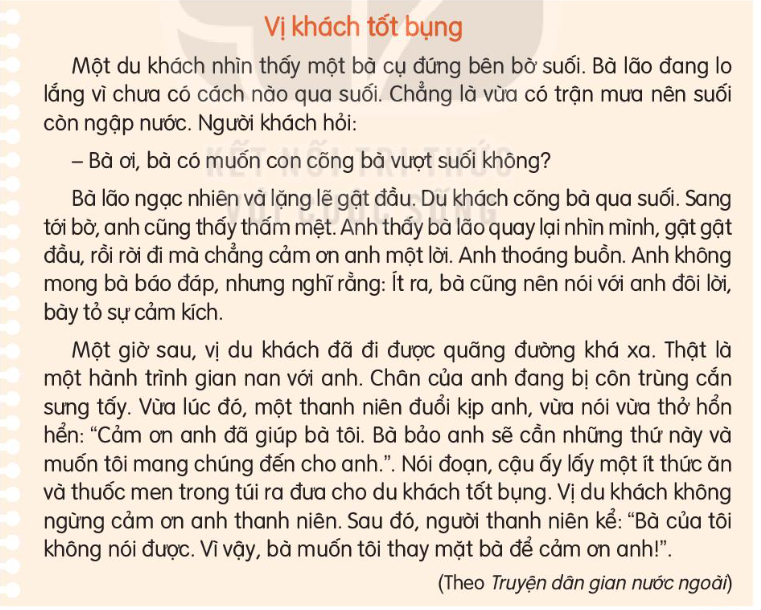 Vị khách tốt bụng
Một du khách nhìn thấy một bà cụ đứng bên bờ suối. Bà lão đang lo
lắng vì chưa có cách nào qua suối. Chẳng là vừa có trận mưa nên suối
còn ngập nước. Người khách hỏi:
– Bà ơi, bà có muốn con cõng bà vượt suối không?
KẾT NỐI TRI THỨC
Bà lão ngạc nhiên và lặng lẽ gật đầu. Du khách cõng bà qua suối. Sang
VỚI CUỘC SỐNG
tới bờ, anh cũng thấy thấm mệt. Anh thấy bà lão quay lại nhìn mình, gật gật
đầu, rồi rời đi mà chẳng cảm ơn anh một lời. Anh thoáng buồn. Anh không
mong bà báo đáp, nhưng nghĩ rằng: Ít ra, bà cũng nên nói với anh đôi lời,
bày tỏ sự cảm kích.
Một giờ sau, vị du khách đã đi được quãng đường khá xa. Thật là
một hành trình gian nan với anh. Chân của anh đang bị côn trùng cắn
sưng tấy. Vừa lúc đó, một thanh niên đuổi kịp anh, vừa nói vừa thở hổn
hển: “Cảm ơn anh đã giúp bà tôi. Bà bảo anh sẽ cần những thứ này và
muốn tôi mang chúng đến cho anh.”. Nói đoạn, cậu ấy lấy một ít thức ăn
và thuốc men trong túi ra đưa cho du khách tốt bụng. Vị du khách không
ngừng cảm ơn anh thanh niên. Sau đó, người thanh niên kể: “Bà của tôi
không nói được. Vì vậy, bà muốn tôi thay mặt bà để cảm ơn anh!”.
(Theo Truyện dân gian nước ngoài)